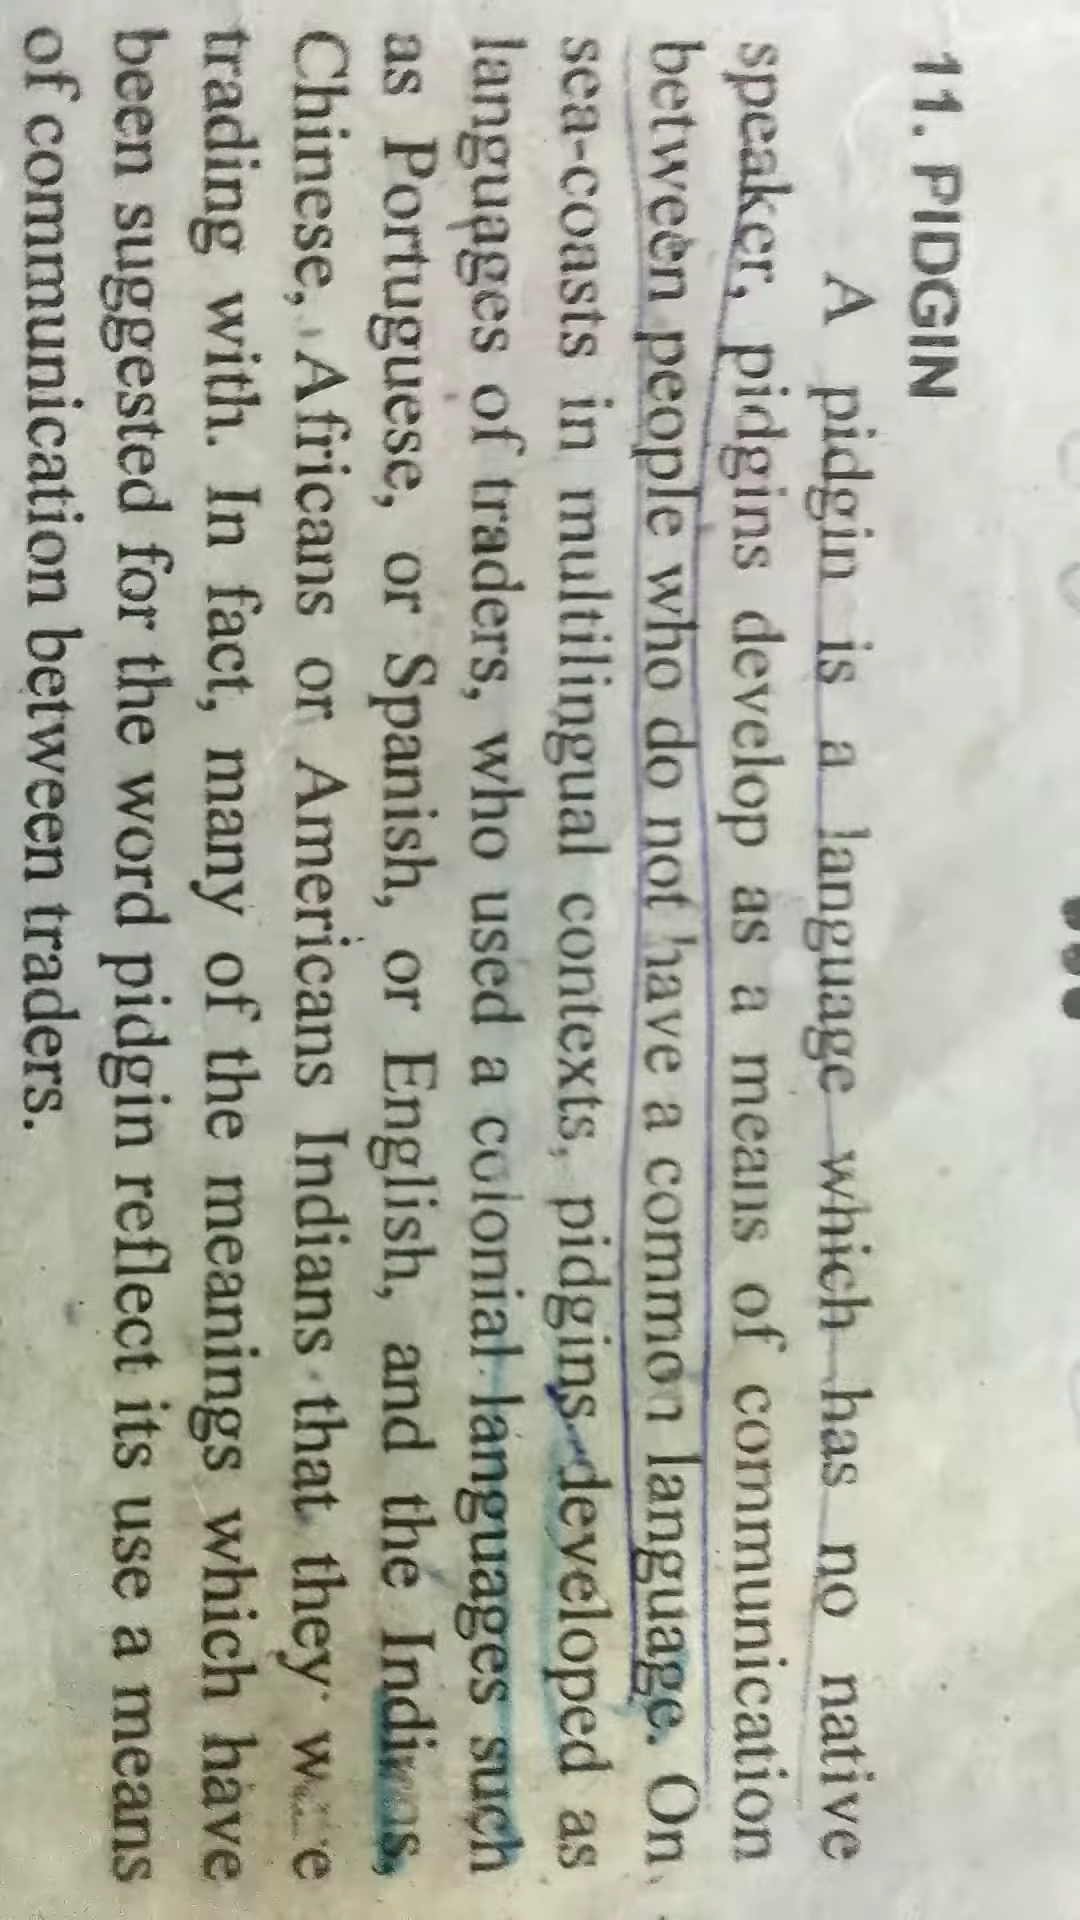 11. PIDGIN
A pidgin is a language which has no native
speaker, pidgins develop as a means of communication
between people who do not have a common language. On
sea-coasts in multilingual contexts, pidgins developed as
languages of traders, who used a colonial languages such
as Portuguese, or Spanish, or English, and the Indians,
Chinese, Africans or Americans Indians that they were
trading with. In fact, many of the meanings which have
been suggested for the word pidgin reflect its use a means
of communication between traders.